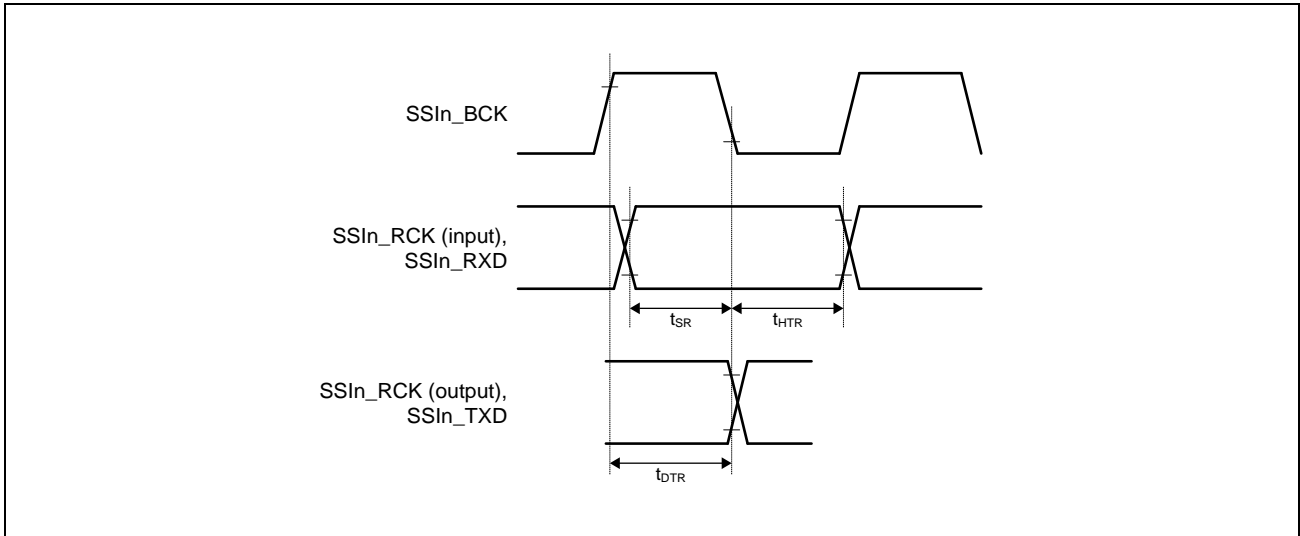 SSIn_BCK
SSIn_RCK (input),
SSIn_RXD
tSR
tHTR
SSIn_RCK (output),
SSIn_TXD
tDTR